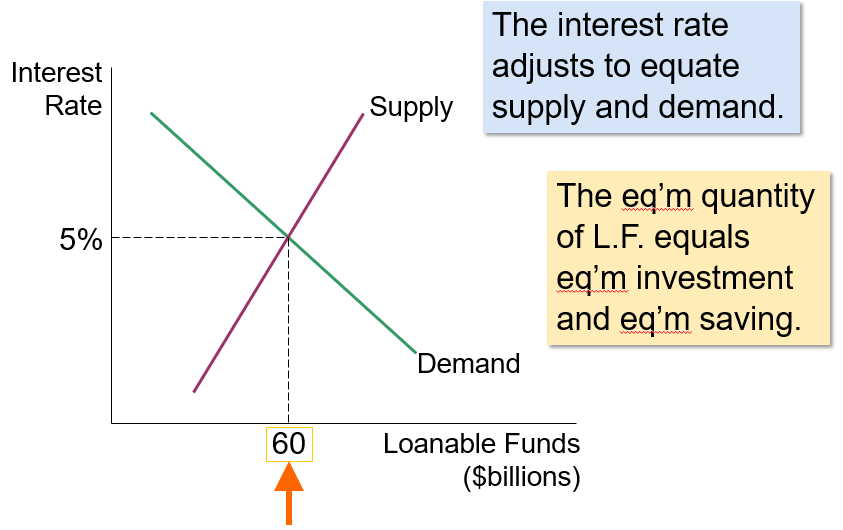 The interest rate
adjusts to equate
supply and demand.
Interest
Rate
Supply
The eq’m quantity
of L.F. equals
eq’m investment
and eq’m saving.
5%
Demand
60
Loanable Funds
($billions)